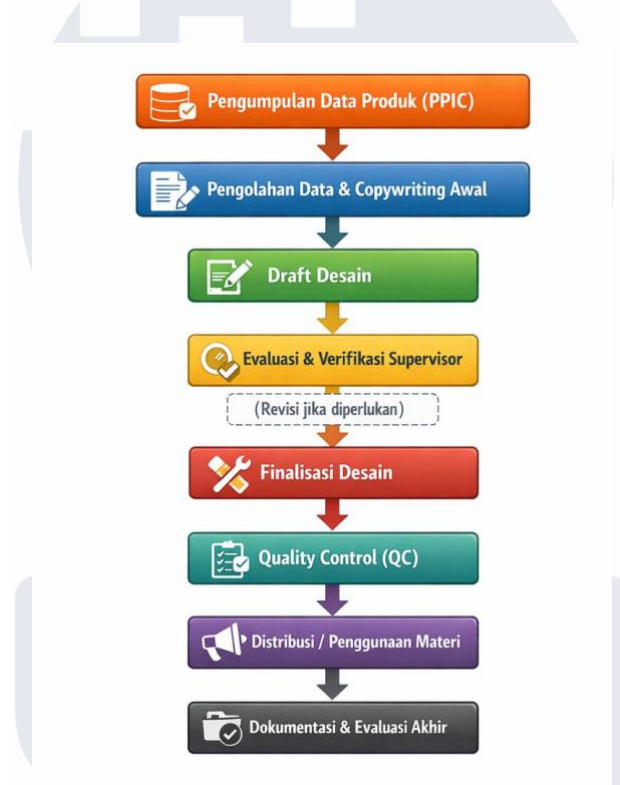 Pengumpulan Data Produk (PPIC)
Pengolahan Data & Copywriting Awal
Draft Desain
Evaluasi & Verifikasi Supervisor
(Revisi jika diperlukan)
Finalisasi Desain
Quality Control (QC)
Distribusi / Penggunaan Materi
Dokumentasi & Evaluasi Akhir